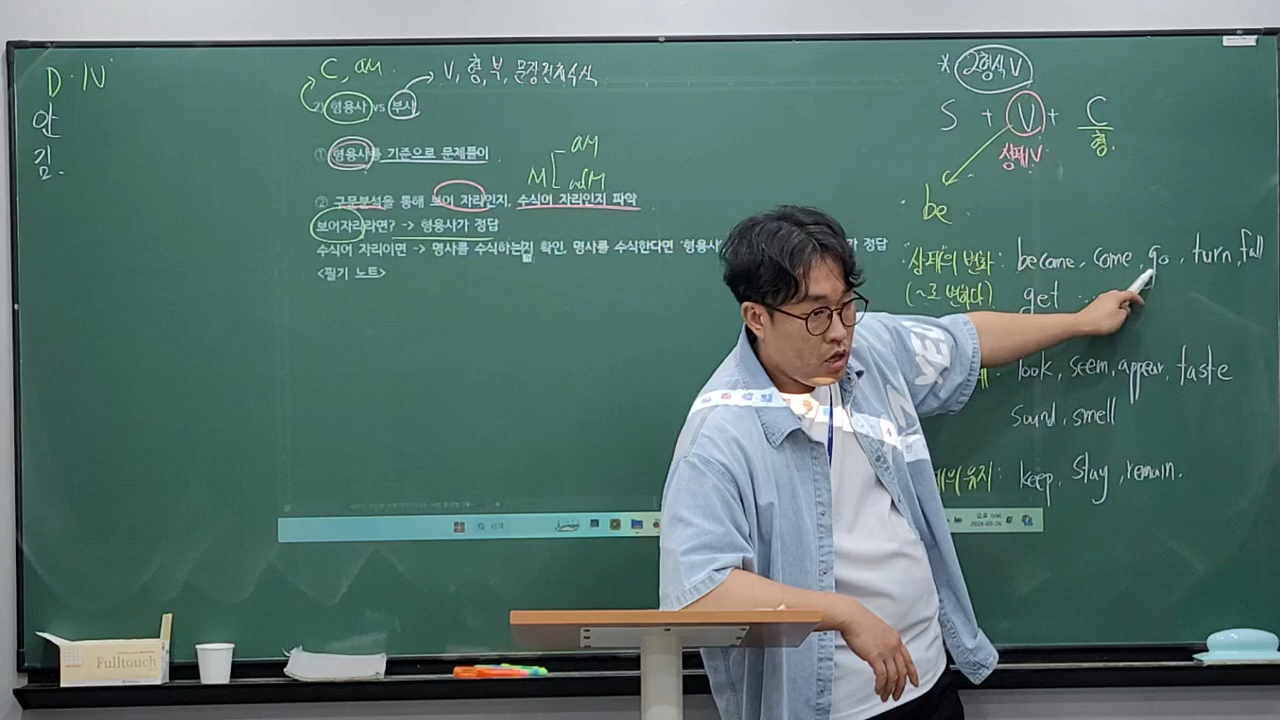 D·N
안
김.
C, am.
V, 형, 부, 문장전체수식
2) 형용사 vs 부사
① 형용사를 기준으로 문제풀이
M
am
adM
② 구문분석을 통해 보어 자리인지, 수식어 자리인지 파악
보어자리라면? -> 형용사가 정답
수식어 자리이면 -> 명사를 수식하는지 확인, 명사를 수식한다면 '형용사'
가 정답
<필기 노트>
* 2형식 V
S + V + C
상태 V
형.
be
"상태의 변화: become, come, go, turn, fall
(~로 변하다) get ...
look, seem, appear, taste
sound, smell
의 유지: keep, stay, remain.
YEL
N
Fulltouch